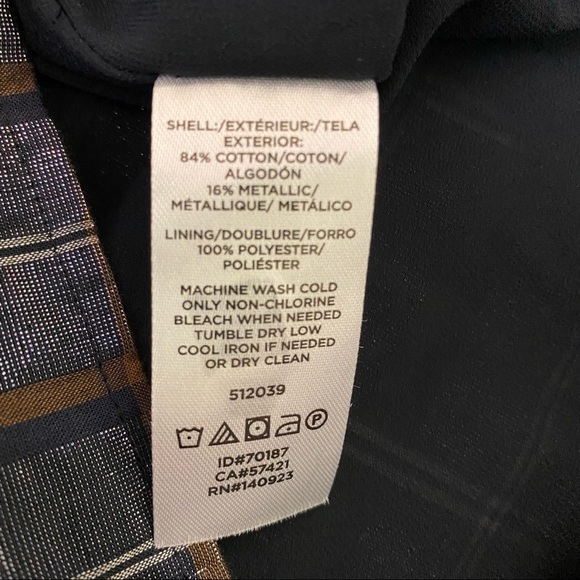 SHELL:/EXTÉRIEUR:/TELA
EXTERIOR:
84% COTTON/COTON/
ALGODÓN
16% METALLIC/
MÉTALLIQUE/ METÁLICO
LINING/DOUBLURE/FORRO
100% POLYESTER/
POLIÉSTER
MACHINE WASH COLD
ONLY NON-CHLORINE
BLEACH WHEN NEEDED
TUMBLE DRY LOW
COOL IRON IF NEEDED
OR DRY CLEAN
512039
P
ID#70187
CA#57421
RN#140923